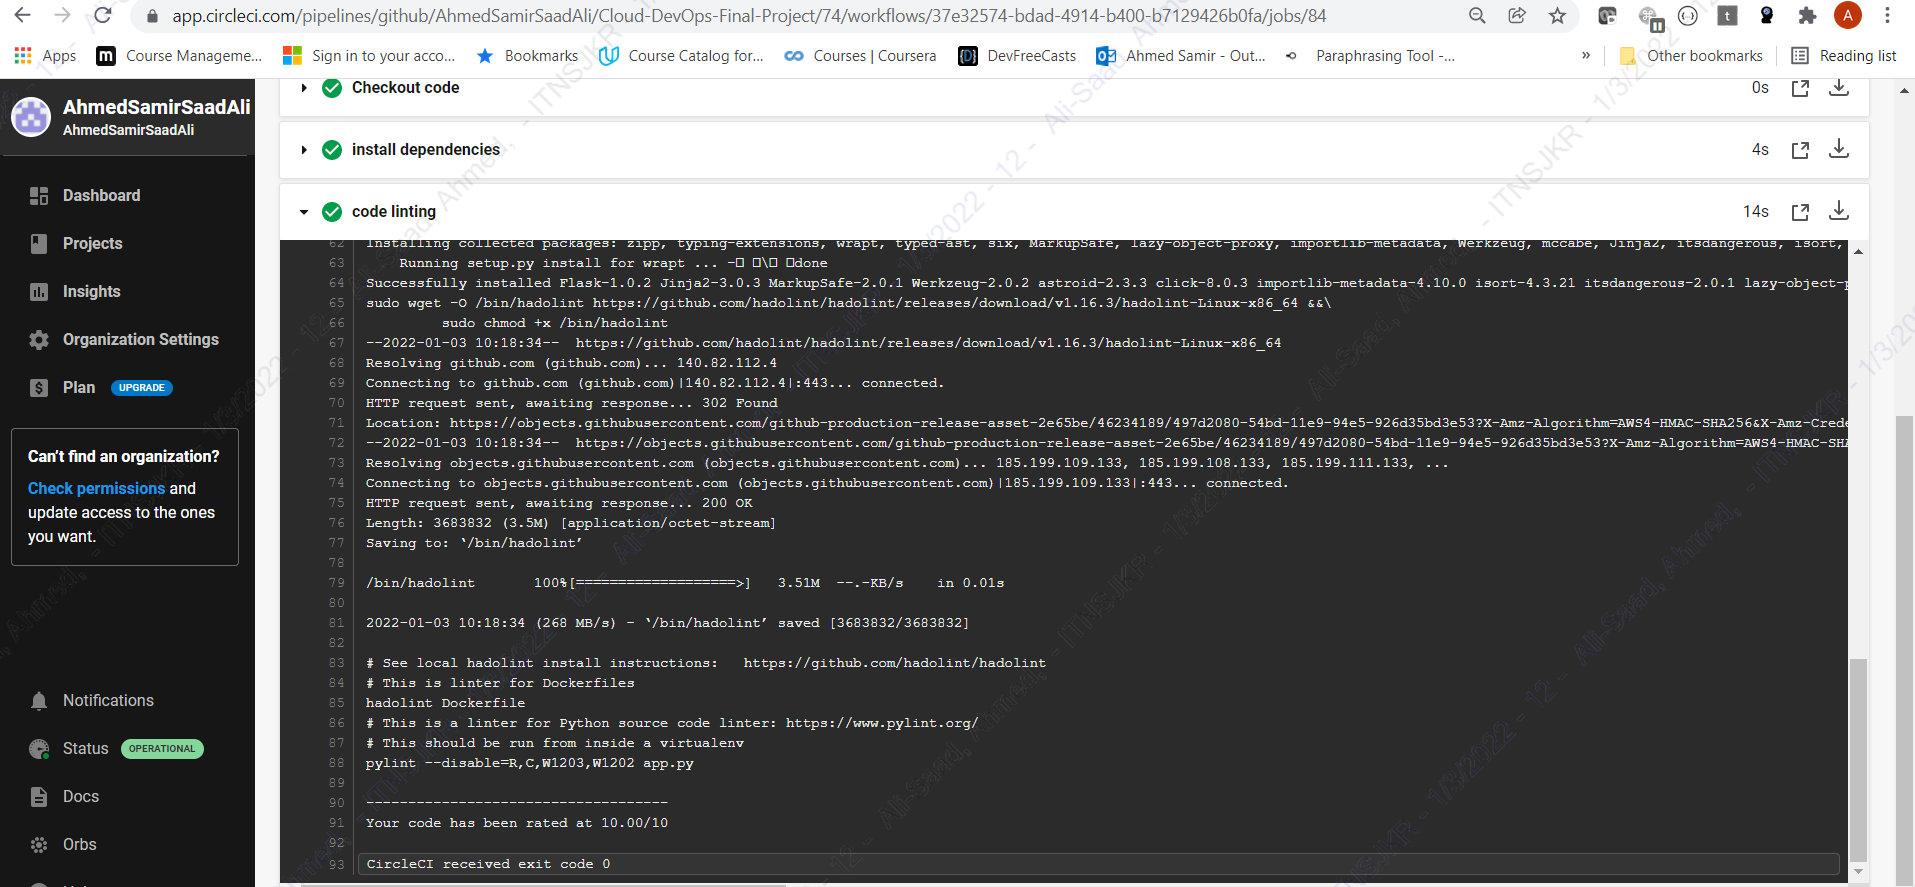 app.circleci.com/pipelines/github/AhmedSamirSaadAli/Cloud-DevOps-Final-Project/74/workflows/37e32574-bdad-4914-b400-b7129426b0fa/jobs/84
A
Apps
Course Manageme...
Sign in to your acco...
Bookmarks
Course Catalog for...
Courses | Coursera
DevFreeCasts
Ahmed Samir - Out...
Paraphrasing Tool -...
»
Other bookmarks
Reading list
AhmedSamirSaadAli
AhmedSamirSaadAli
Dashboard
Projects
Insights
Organization Settings
Plan UPGRADE
Can't find an organization?
Check permissions and
update access to the ones
you want.
Notifications
Status OPERATIONAL
Docs
Orbs
Checkout code 0s
install dependencies 4s
code linting 14s
62 Installing collected packages: zipp, typing-extensions, wrapt, typed-ast, six, MarkupSafe, lazy-object-proxy, importlib-metadata, Werkzeug, mccabe, Jinja2, itsdangerous, isort,
63 Running setup.py install for wrapt ... -▯ ▯\▯ ▯done
64 Successfully installed Flask-1.0.2 Jinja2-3.0.3 MarkupSafe-2.0.1 Werkzeug-2.0.2 astroid-2.3.3 click-8.0.3 importlib-metadata-4.10.0 isort-4.3.21 itsdangerous-2.0.1 lazy-object-p
65 sudo wget -O /bin/hadolint https://github.com/hadolint/hadolint/releases/download/v1.16.3/hadolint-Linux-x86_64 &&\
66 sudo chmod +x /bin/hadolint
67 --2022-01-03 10:18:34-- https://github.com/hadolint/hadolint/releases/download/v1.16.3/hadolint-Linux-x86_64
68 Resolving github.com (github.com)... 140.82.112.4
69 Connecting to github.com (github.com)|140.82.112.4|:443... connected.
70 HTTP request sent, awaiting response... 302 Found
71 Location: https://objects.githubusercontent.com/github-production-release-asset-2e65be/46234189/497d2080-54bd-11e9-94e5-926d35bd3e53?X-Amz-Algorithm=AWS4-HMAC-SHA256&X-Amz-Crede
72 --2022-01-03 10:18:34-- https://objects.githubusercontent.com/github-production-release-asset-2e65be/46234189/497d2080-54bd-11e9-94e5-926d35bd3e53?X-Amz-Algorithm=AWS4-HMAC-SHA
73 Resolving objects.githubusercontent.com (objects.githubusercontent.com)... 185.199.109.133, 185.199.108.133, 185.199.111.133, ...
74 Connecting to objects.githubusercontent.com (objects.githubusercontent.com)|185.199.109.133|:443... connected.
75 HTTP request sent, awaiting response... 200 OK
76 Length: 3683832 (3.5M) [application/octet-stream]
77 Saving to: ‘/bin/hadolint’
78
79 /bin/hadolint 100%[===================>] 3.51M --.-KB/s in 0.01s
80
81 2022-01-03 10:18:34 (268 MB/s) - ‘/bin/hadolint’ saved [3683832/3683832]
82
83 # See local hadolint install instructions: https://github.com/hadolint/hadolint
84 # This is linter for Dockerfiles
85 hadolint Dockerfile
86 # This is a linter for Python source code linter: https://www.pylint.org/
87 # This should be run from inside a virtualenv
88 pylint --disable=R,C,W1203,W1202 app.py
89
90 ------------------------------------
91 Your code has been rated at 10.00/10
92
93 CircleCI received exit code 0